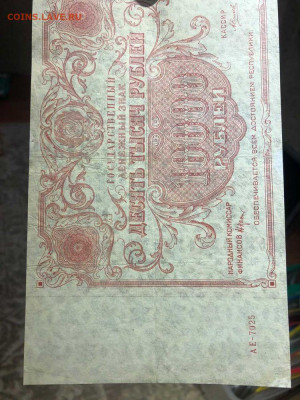 COINS.LAVE.RU
ГОСУДАРСТВЕННЫЙ
ДЕНЕЖНЫЙ ЗНАК
ДЕСЯТЬ ТЫСЯЧ РУБЛЕЙ
10000
РУБЛЕЙ
НАРОДНЫЙ КОМИССАР
ФИНАНСОВ
КАССИР
ОБЕСПЕЧИВАЕТСЯ ВСЕМ ДОСТОЯНИЕМ РЕСПУБЛИКИ
АЕ-7025